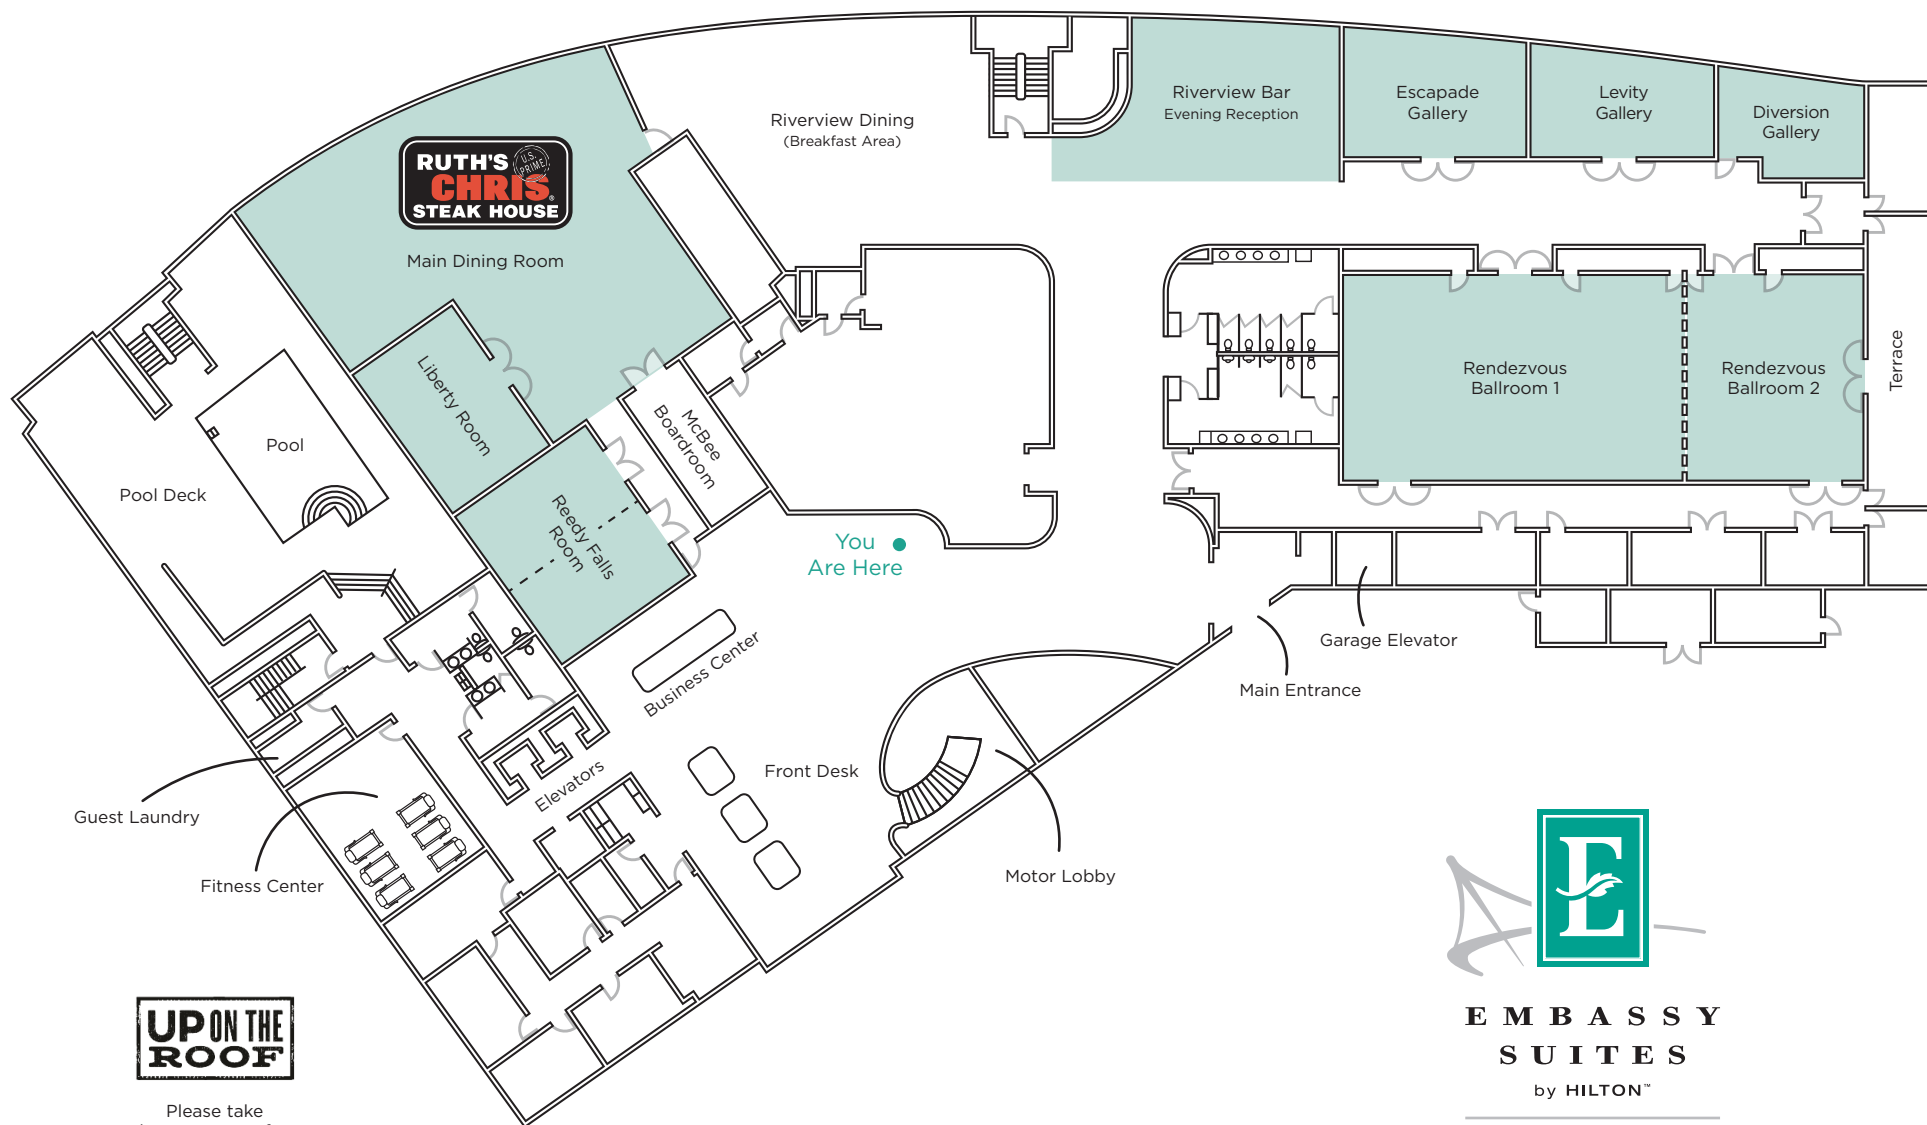 Riverview Bar
Evening Reception
Escapade
Gallery
Levity
Gallery
Diversion
Gallery
Riverview Dining
(Breakfast Area)
RUTH'S
U.S.
PRIME
CHRIS®
STEAK HOUSE
Main Dining Room
Liberty Room
McBee
Boardroom
Reedy Falls
Room
Pool
Pool Deck
Rendezvous
Ballroom 1
Rendezvous
Ballroom 2
Terrace
You
Are Here
Garage Elevator
Main Entrance
Business Center
Front Desk
Elevators
Motor Lobby
Guest Laundry
Fitness Center
UP ON THE
ROOF
Please take
E
EMBASSY
SUITES
by HILTON™